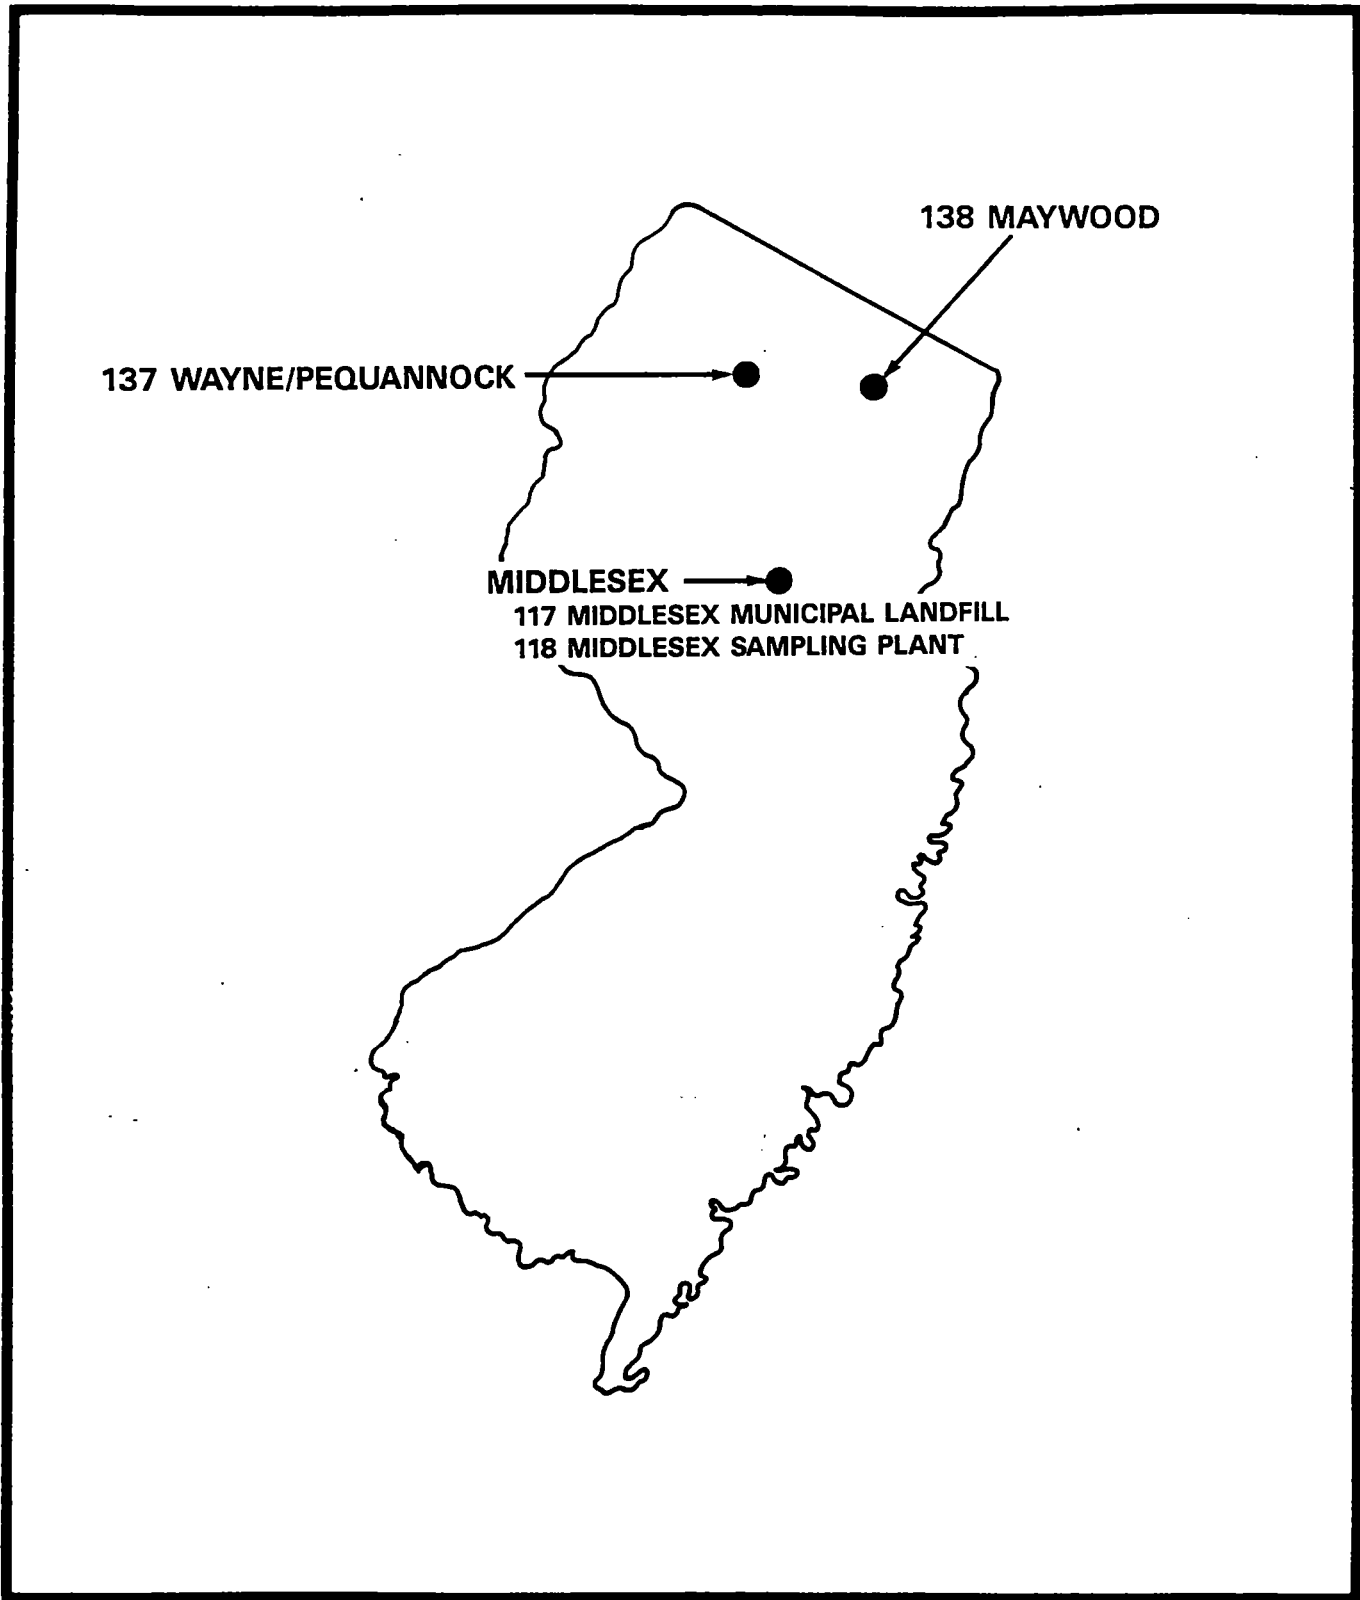 138 MAYWOOD
137 WAYNE/PEQUANNOCK
MIDDLESEX
117 MIDDLESEX MUNICIPAL LANDFILL
118 MIDDLESEX SAMPLING PLANT